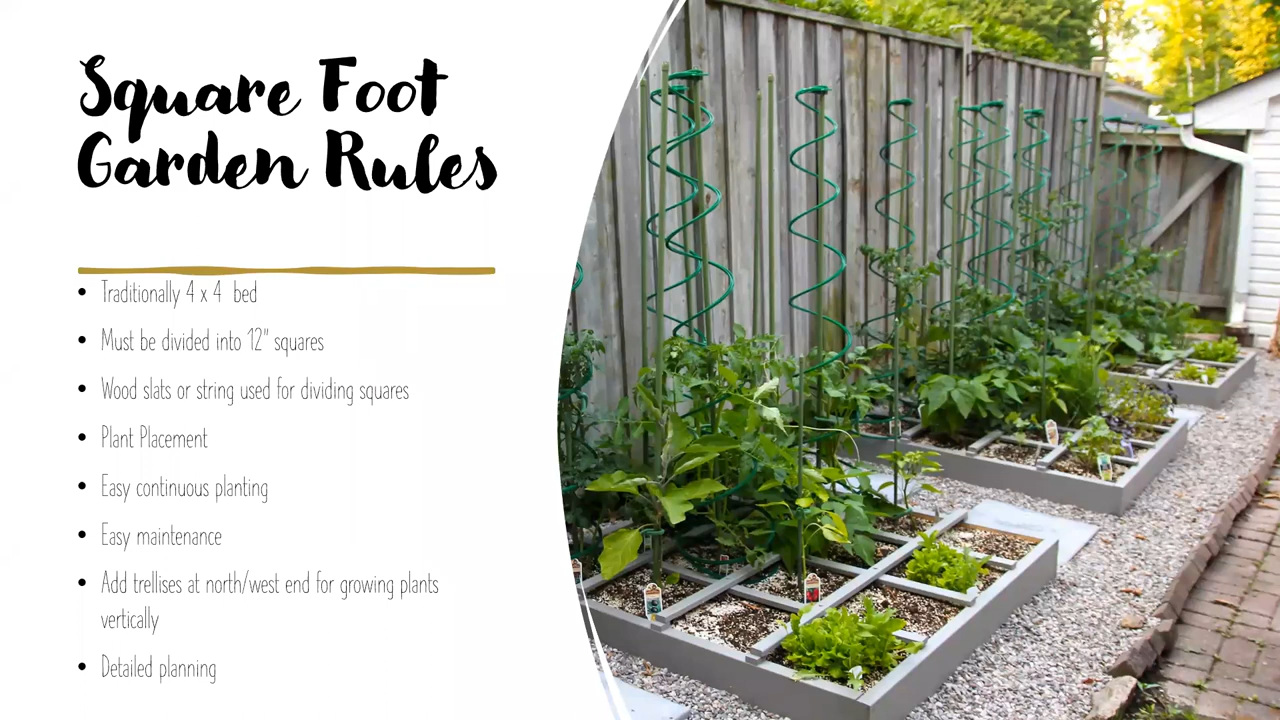 Square Foot
Garden Rules
• Traditionally 4 x 4 bed
• Must be divided into 12" squares
• Wood slats or string used for dividing squares
• Plant Placement
• Easy continuous planting
• Easy maintenance
• Add trellises at north/west end for growing plants
vertically
• Detailed planning